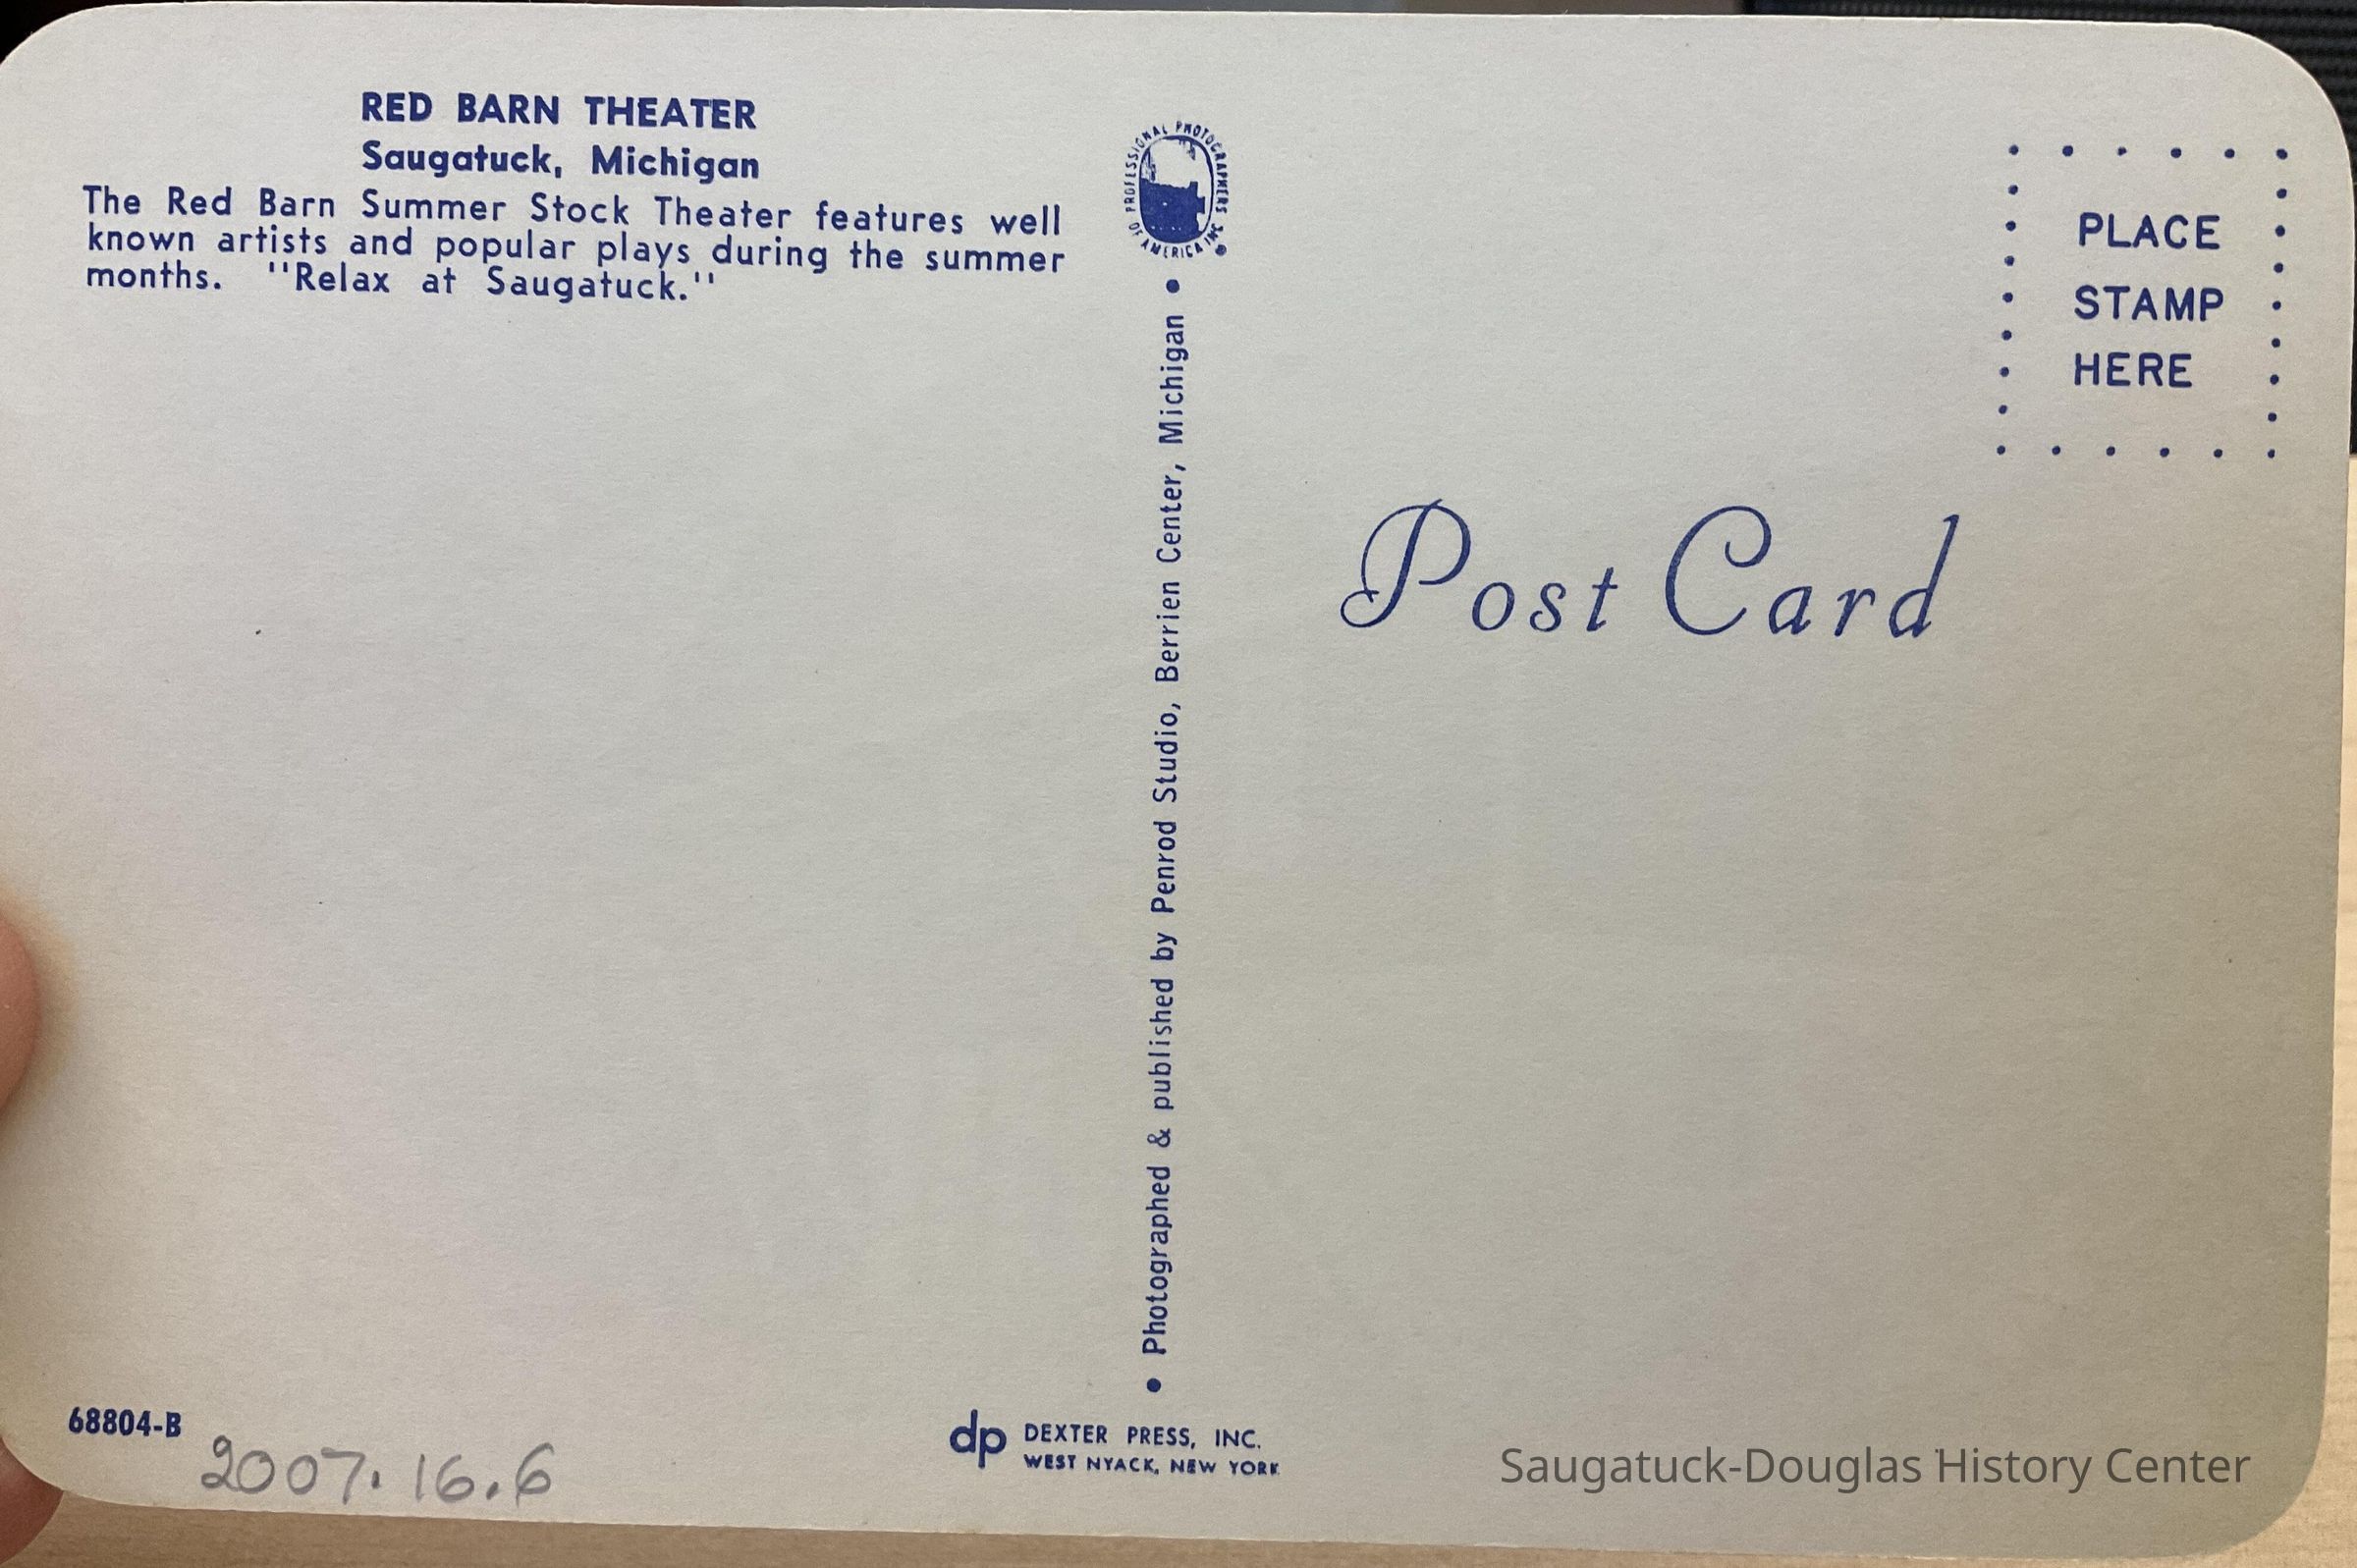 RED BARN THEATER
Saugatuck, Michigan
The Red Barn Summer Stock Theater features well
known artists and popular plays during the summer
months. "Relax at Saugatuck."
PROFESSIONAL PHOTOGRAPHERS
OF AMERICA INC
• Photographed & published by Penrod Studio, Berrien Center, Michigan •
PLACE
STAMP
HERE
Post Card
68804-B
2007.16.6
dp
DEXTER PRESS, INC.
WEST NYACK, NEW YORK
Saugatuck-Douglas History Center